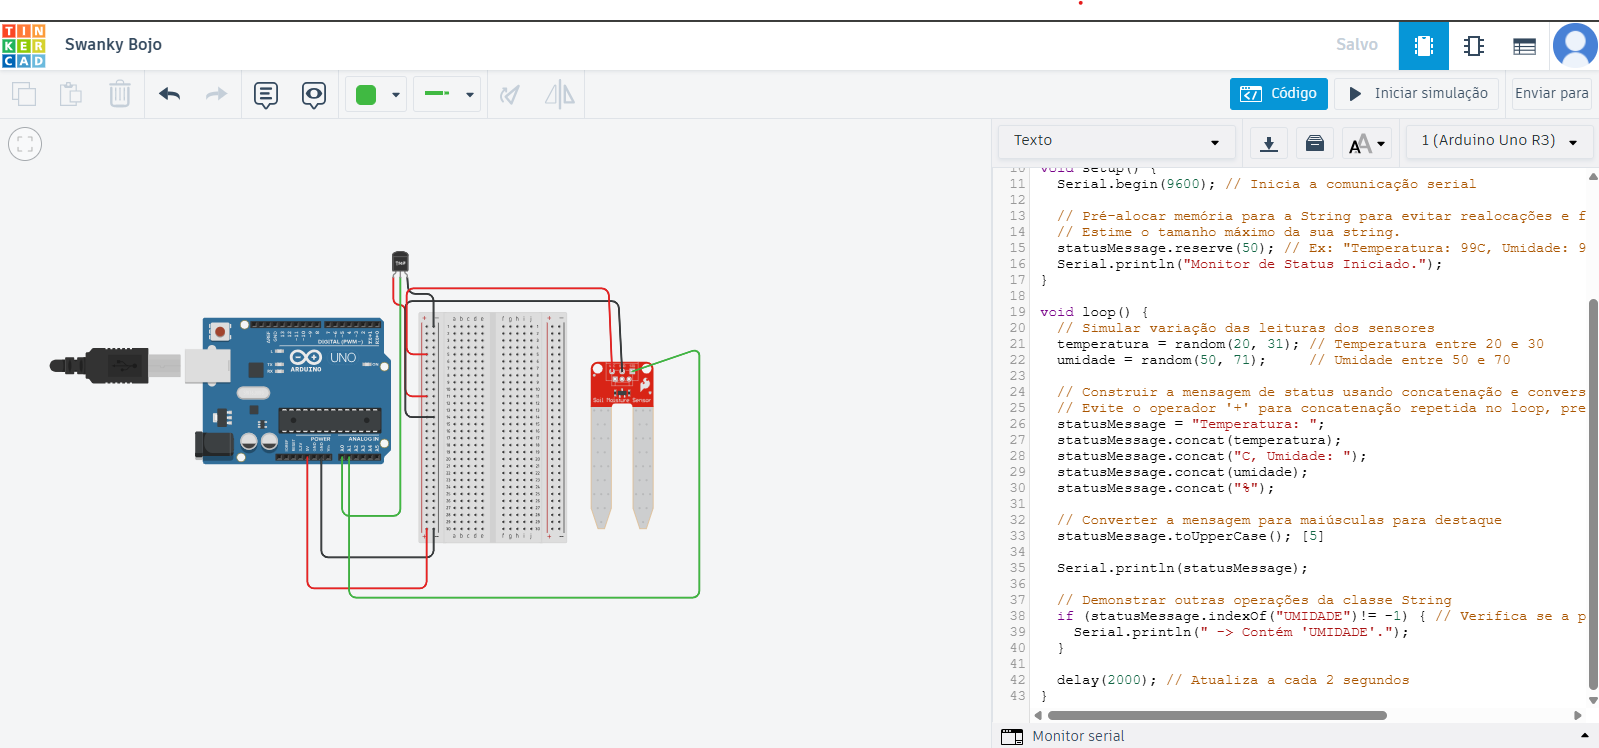 TINKERCAD
Swanky Bojo
Salvo
Código
Iniciar simulação
Enviar para
Texto
1 (Arduino Uno R3)
10 void setup() {
11 Serial.begin(9600); // Inicia a comunicação serial
12
13 // Pré-alocar memória para a String para evitar realocações e f
14 // Estime o tamanho máximo da sua string.
15 statusMessage.reserve(50); // Ex: "Temperatura: 99C, Umidade: 9
16 Serial.println("Monitor de Status Iniciado.");
17 }
18
19 void loop() {
20 // Simular variação das leituras dos sensores
21 temperatura = random(20, 31); // Temperatura entre 20 e 30
22 umidade = random(50, 71); // Umidade entre 50 e 70
23
24 // Construir a mensagem de status usando concatenação e convers
25 // Evite o operador '+' para concatenação repetida no loop, pre
26 statusMessage = "Temperatura: ";
27 statusMessage.concat(temperatura);
28 statusMessage.concat("C, Umidade: ");
29 statusMessage.concat(umidade);
30 statusMessage.concat("%");
31
32 // Converter a mensagem para maiúsculas para destaque
33 statusMessage.toUpperCase(); [5]
34
35 Serial.println(statusMessage);
36
37 // Demonstrar outras operações da classe String
38 if (statusMessage.indexOf("UMIDADE")!= -1) { // Verifica se a p
39 Serial.println(" -> Contém 'UMIDADE'.");
40 }
41
42 delay(2000); // Atualiza a cada 2 segundos
43 }
Monitor serial
TMP
DIGITAL (PWM~)
UNO
ARDUINO
POWER
ANALOG IN
a b c d e
f g h i j
Soil Moisture Sensor
a b c d e
f g h i j